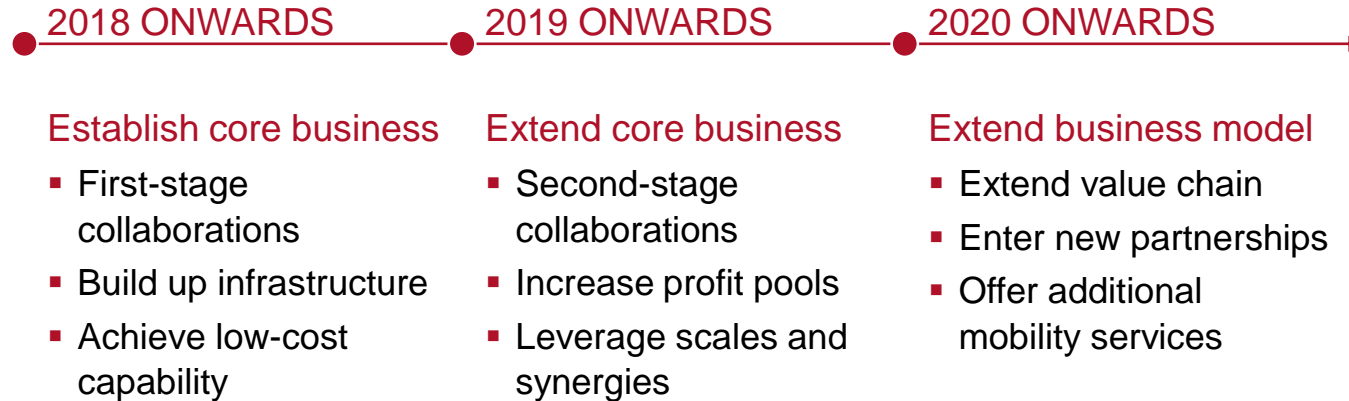 2018 ONWARDS
2019 ONWARDS
2020 ONWARDS
Establish core business
▪ First-stage
collaborations
▪ Build up infrastructure
▪ Achieve low-cost
capability
Extend core business
▪ Second-stage
collaborations
▪ Increase profit pools
▪ Leverage scales and
synergies
Extend business model
▪ Extend value chain
▪ Enter new partnerships
▪ Offer additional
mobility services